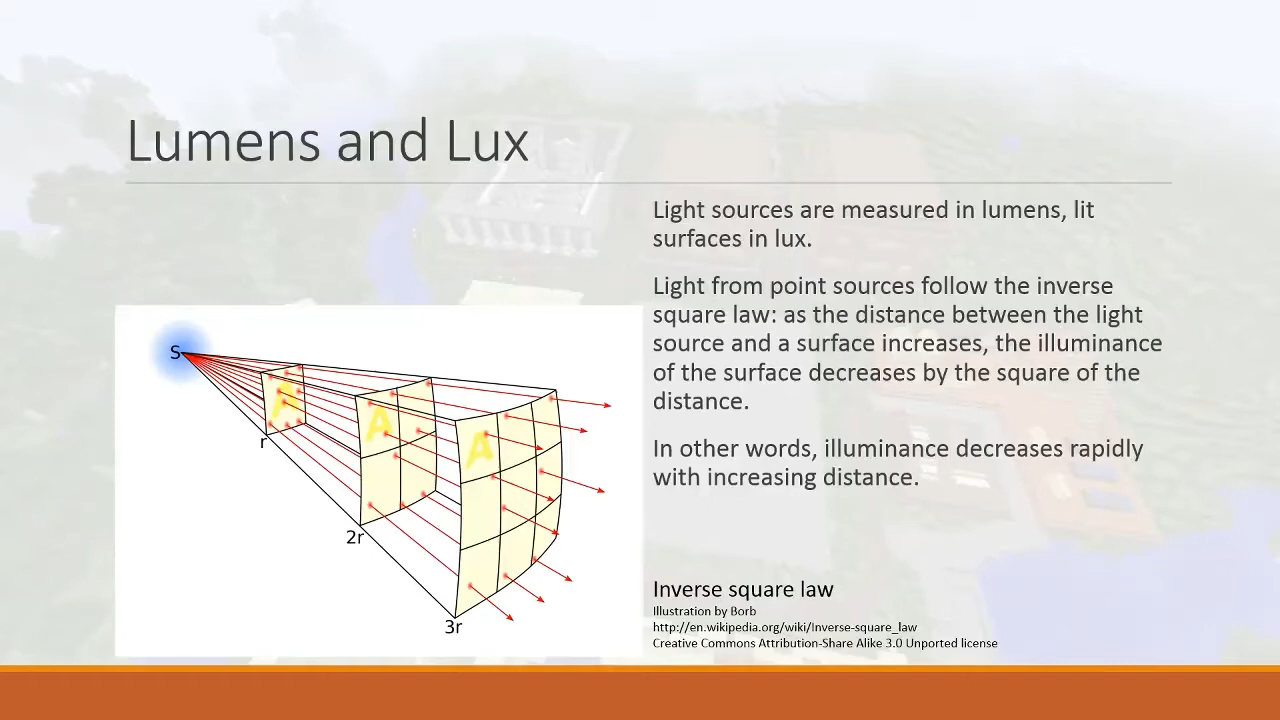 Lumens and Lux
Light sources are measured in lumens, lit
surfaces in lux.
Light from point sources follow the inverse
square law: as the distance between the light
source and a surface increases, the illuminance
of the surface decreases by the square of the
distance.
In other words, illuminance decreases rapidly
with increasing distance.
S
A
A
A
r
2r
3r
Inverse square law
Illustration by Borb
http://en.wikipedia.org/wiki/Inverse-square_law
Creative Commons Attribution-Share Alike 3.0 Unported license